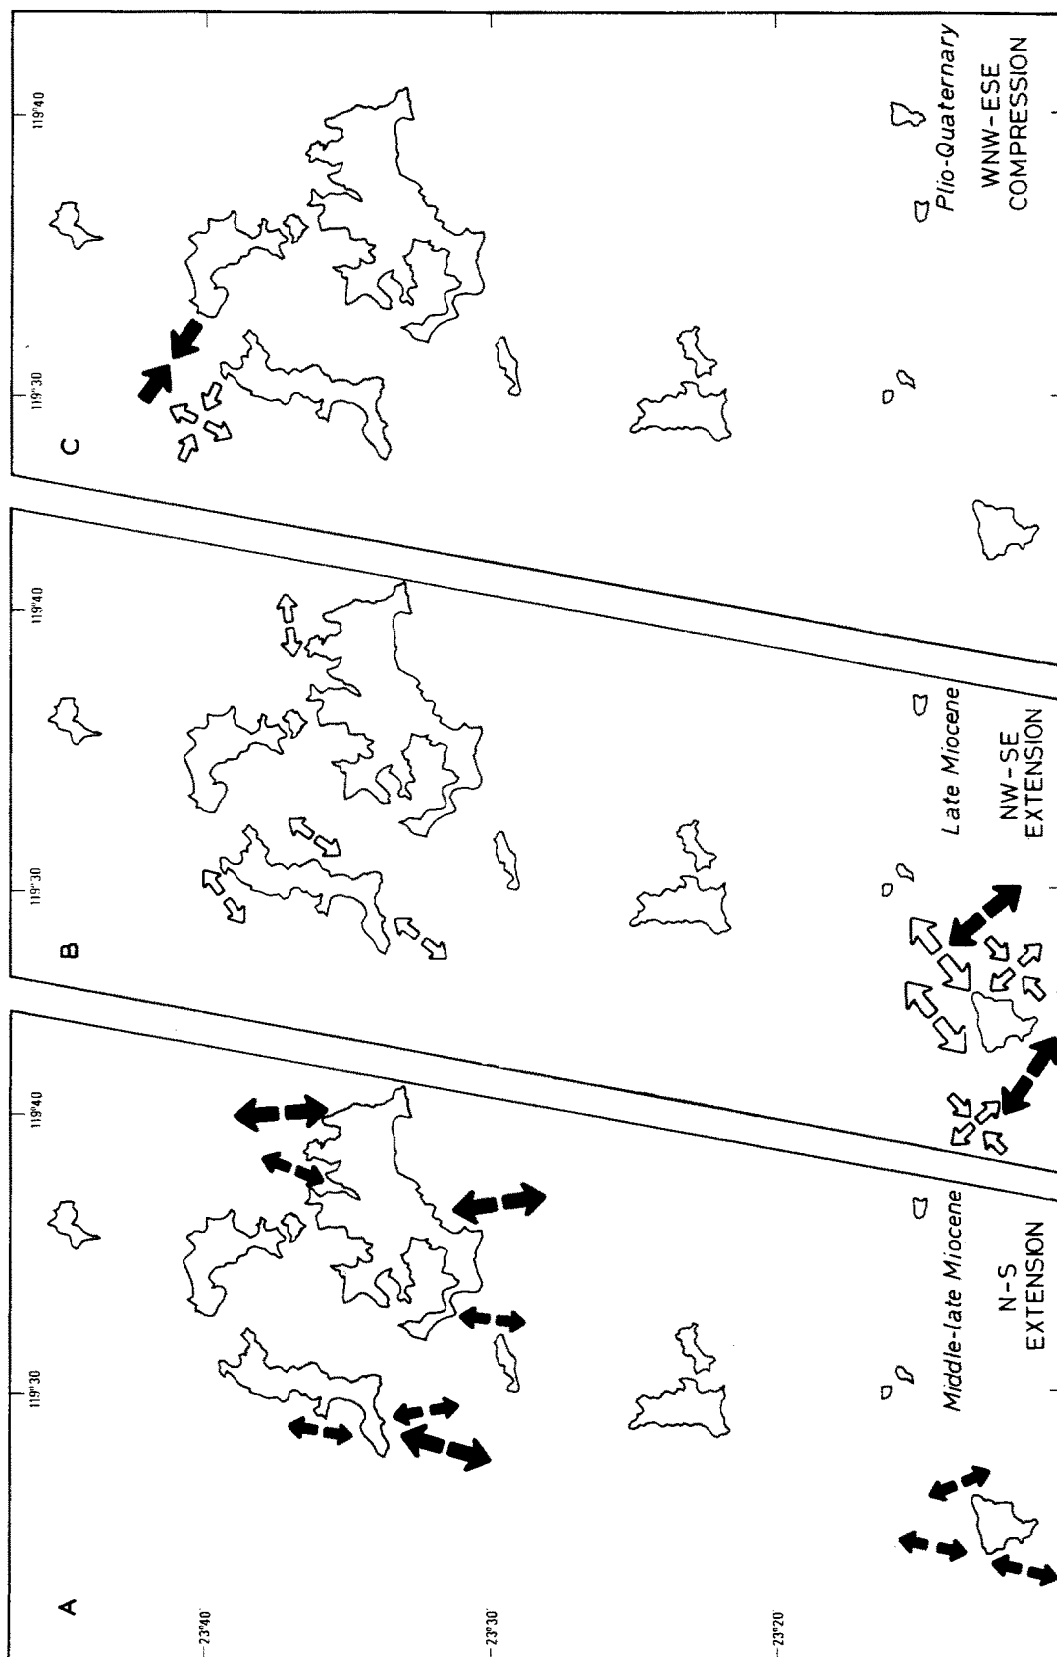 A
23°40'
23°30'
23°20'
119°30
119°40
Middle-late Miocene
N-S
EXTENSION
B
119°30
119°40
Late Miocene
NW-SE
EXTENSION
C
119°30
119°40
Plio-Quaternary
WNW-ESE
COMPRESSION